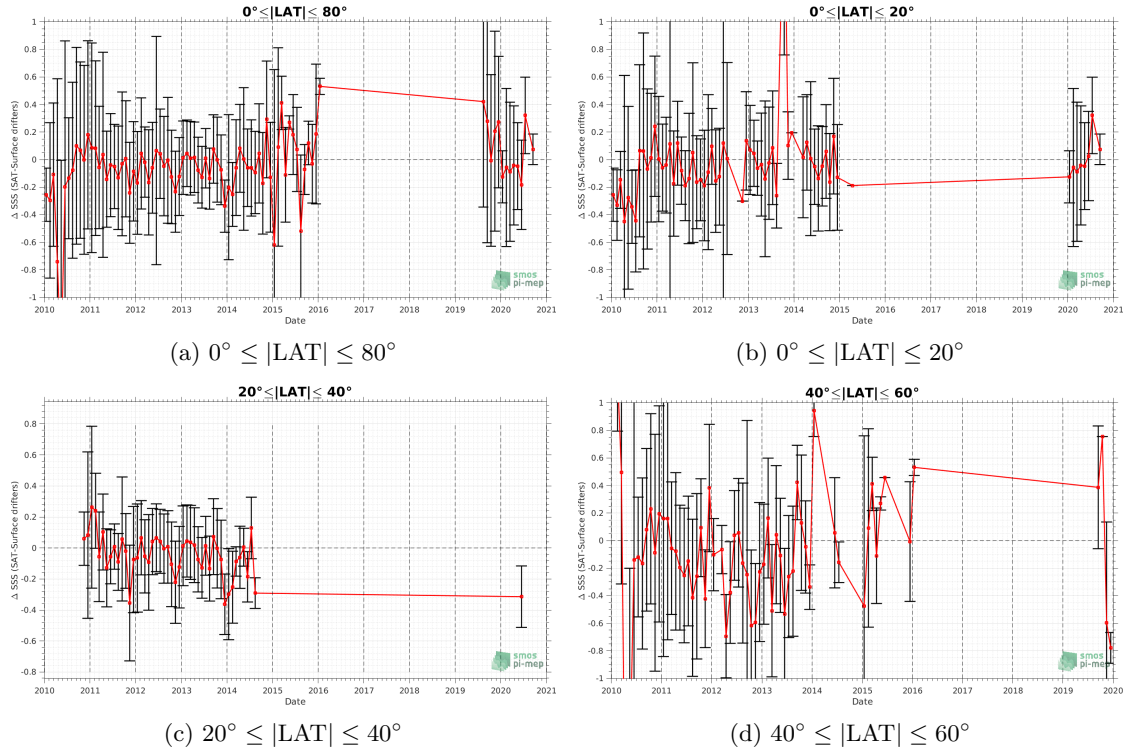 0°≤|LAT|≤ 80°
Δ SSS (SAT-Surface drifters)
1
0.8
0.6
0.4
0.2
0
-0.2
-0.4
-0.6
-0.8
-1
2010 2011 2012 2013 2014 2015 2016 2017 2018 2019 2020 2021
Date
smos
pi-mep
(a) 0° ≤ |LAT| ≤ 80°
0°≤|LAT|≤ 20°
Δ SSS (SAT-Surface drifters)
1
0.8
0.6
0.4
0.2
0
-0.2
-0.4
-0.6
-0.8
-1
2010 2011 2012 2013 2014 2015 2016 2017 2018 2019 2020 2021
Date
smos
pi-mep
(b) 0° ≤ |LAT| ≤ 20°
20°≤|LAT|≤ 40°
Δ SSS (SAT-Surface drifters)
0.8
0.6
0.4
0.2
0
-0.2
-0.4
-0.6
-0.8
2010 2011 2012 2013 2014 2015 2016 2017 2018 2019 2020 2021
Date
smos
pi-mep
(c) 20° ≤ |LAT| ≤ 40°
40°≤|LAT|≤ 60°
Δ SSS (SAT-Surface drifters)
1
0.8
0.6
0.4
0.2
0
-0.2
-0.4
-0.6
-0.8
-1
2010 2011 2012 2013 2014 2015 2016 2017 2018 2019 2020
Date
smos
pi-mep
(d) 40° ≤ |LAT| ≤ 60°